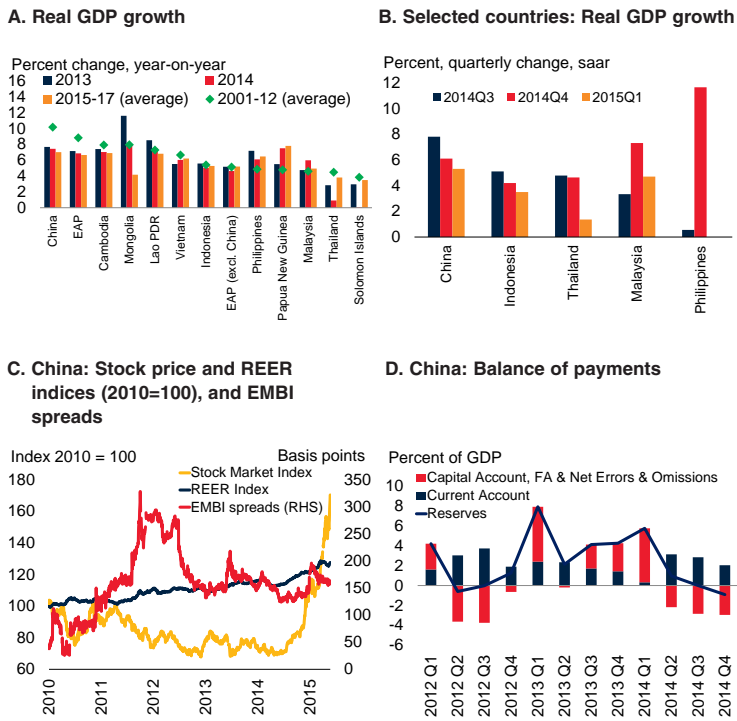 A. Real GDP growth
Percent change, year-on-year
16
14
12
10
8
6
4
2
0
2013
2014
2015-17 (average)
2001-12 (average)
China
EAP
Cambodia
Mongolia
Lao PDR
Vietnam
Indonesia
EAP (excl. China)
Philippines
Papua New Guinea
Malaysia
Thailand
Solomon Islands
B. Selected countries: Real GDP growth
Percent, quarterly change, saar
12
10
8
6
4
2
0
2014Q3
2014Q4
2015Q1
China
Indonesia
Thailand
Malaysia
Philippines
C. China: Stock price and REER
indices (2010=100), and EMBI
spreads
Index 2010 = 100
Basis points
180
160
140
120
100
80
60
350
300
250
200
150
100
50
0
Stock Market Index
REER Index
EMBI spreads (RHS)
2010
2011
2012
2013
2014
2015
D. China: Balance of payments
Percent of GDP
10
8
6
4
2
0
-2
-4
-6
Capital Account, FA & Net Errors & Omissions
Current Account
Reserves
2012 Q1
2012 Q2
2012 Q3
2012 Q4
2013 Q1
2013 Q2
2013 Q3
2013 Q4
2014 Q1
2014 Q2
2014 Q3
2014 Q4